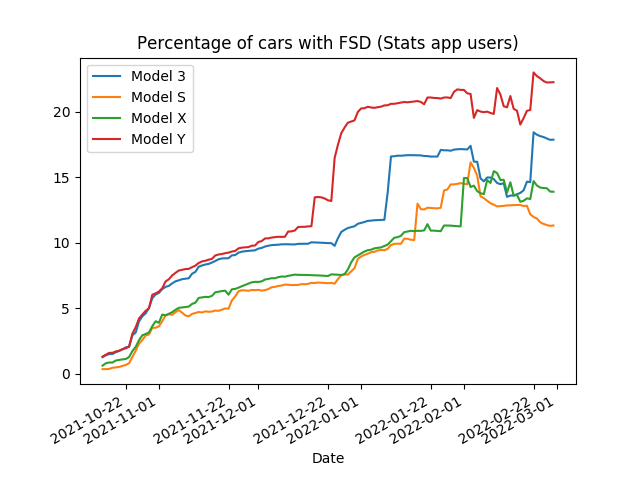 Percentage of cars with FSD (Stats app users)
Model 3
Model S
Model X
Model Y
20
15
10
5
0
2021-10-22
2021-11-01
2021-11-22
2021-12-01
2021-12-22
2022-01-01
2022-01-22
2022-02-01
2022-02-22
2022-03-01
Date